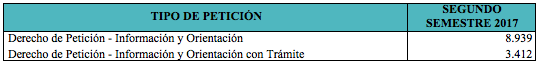 TIPO DE PETICIÓN SEGUNDO SEMESTRE 2017
Derecho de Petición - Información y Orientación 8.939
Derecho de Petición - Información y Orientación con Trámite 3.412